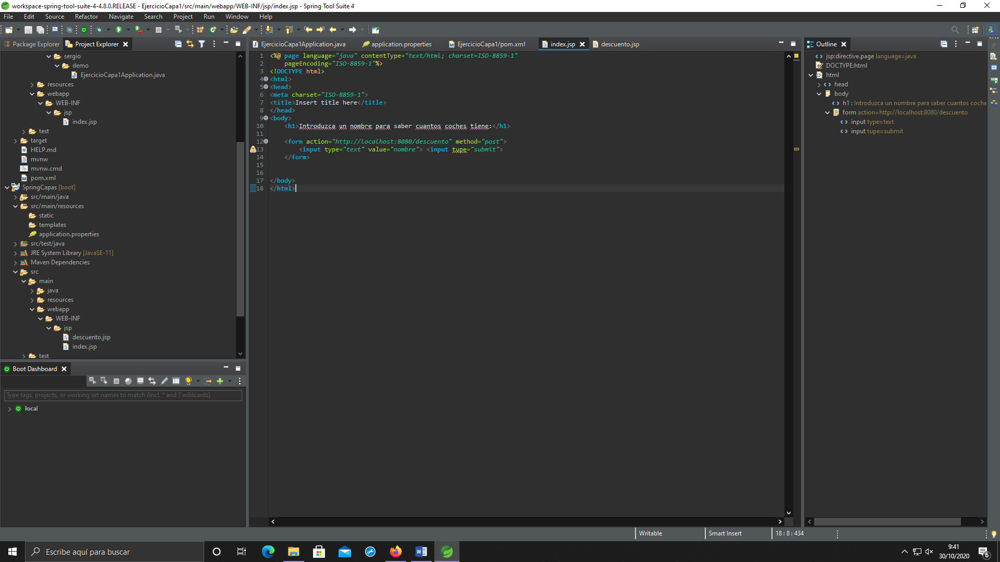 workspace-spring-tool-suite-4-4.8.0.RELEASE - EjercicioCapa1/src/main/webapp/WEB-INF/jsp/index.jsp - Spring Tool Suite 4
File Edit Source Refactor Navigate Search Project Run Window Help
Package Explorer
Project Explorer
sergio
demo
EjercicioCapa1Application.java
resources
webapp
WEB-INF
jsp
index.jsp
test
target
HELP.md
mvnw
mvnw.cmd
pom.xml
SpringCapas [boot]
src/main/java
src/main/resources
static
templates
application.properties
src/test/java
JRE System Library [JavaSE-11]
Maven Dependencies
src
main
java
resources
webapp
WEB-INF
jsp
descuento.jsp
index.jsp
test
Boot Dashboard
Type tags, projects, or working set names to match (incl. * and ? wildcards)
local
EjercicioCapa1Application.java
application.properties
EjercicioCapa1/pom.xml
index.jsp
descuento.jsp
1 <%@ page language="java" contentType="text/html; charset=ISO-8859-1"
2 pageEncoding="ISO-8859-1"%>
3 <!DOCTYPE html>
4 <html>
5 <head>
6 <meta charset="ISO-8859-1">
7 <title>Insert title here</title>
8 </head>
9 <body>
10 <h1>Introduzca un nombre para saber cuantos coches tiene:</h1>
11
12 <form action="http://localhost:8080/descuento" method="post">
13 <input type="text" value="nombre"> <input tupe="submit">
14 </form>
15
16
17 </body>
18 </html>
Outline
jsp:directive.page language=java
DOCTYPE:html
html
head
body
h1 : Introduzca un nombre para saber cuantos coche
form action=http://localhost:8080/descuento
input type=text
input tupe=submit
Writable
Smart Insert
18 : 8 : 434
Escribe aquí para buscar
9:41
30/10/2020
6